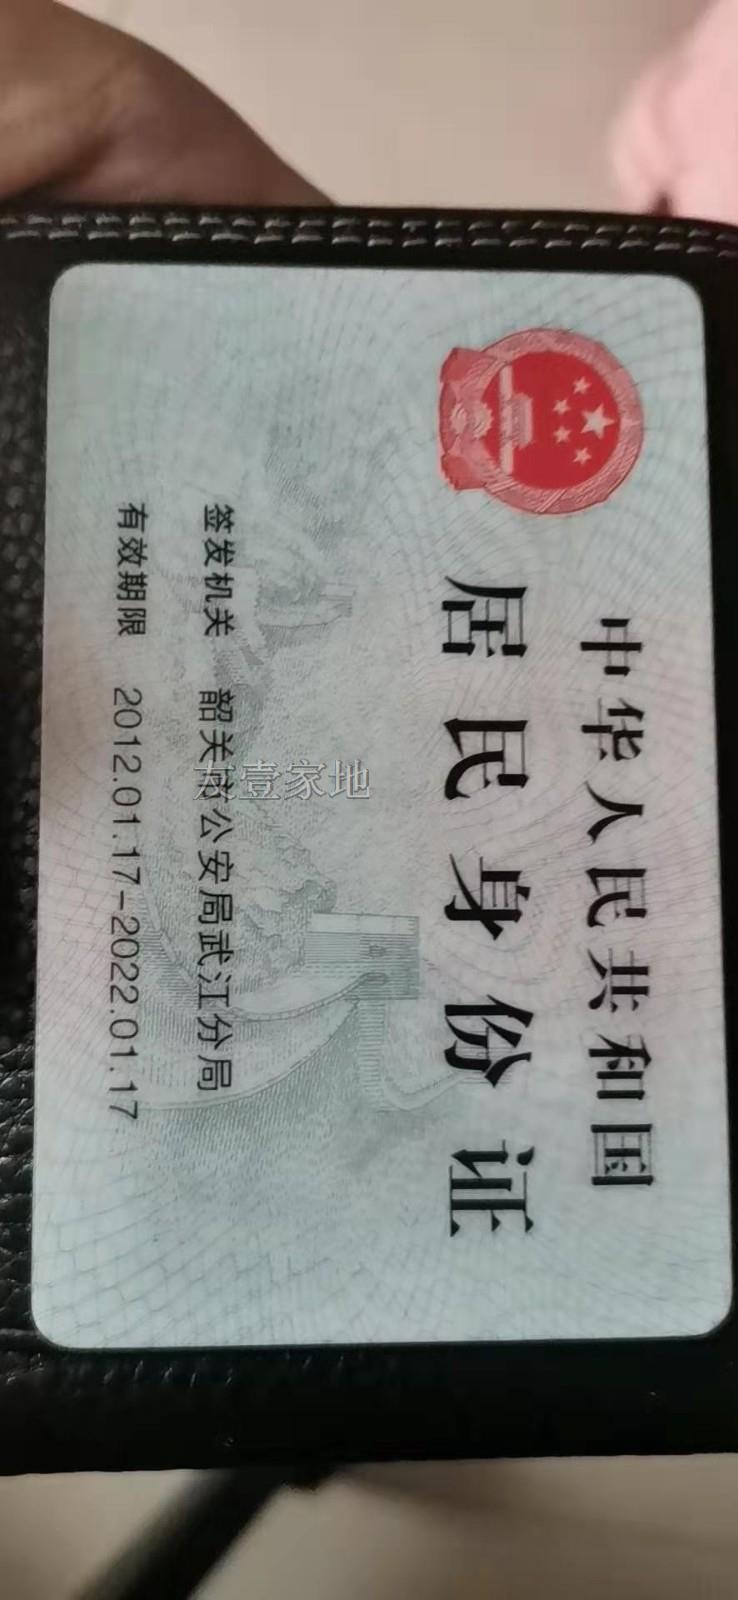 中华人民共和国
居民身份证
签发机关 韶关市公安局武江分局
有效期限 2012.01.17-2022.01.17
友壹家地